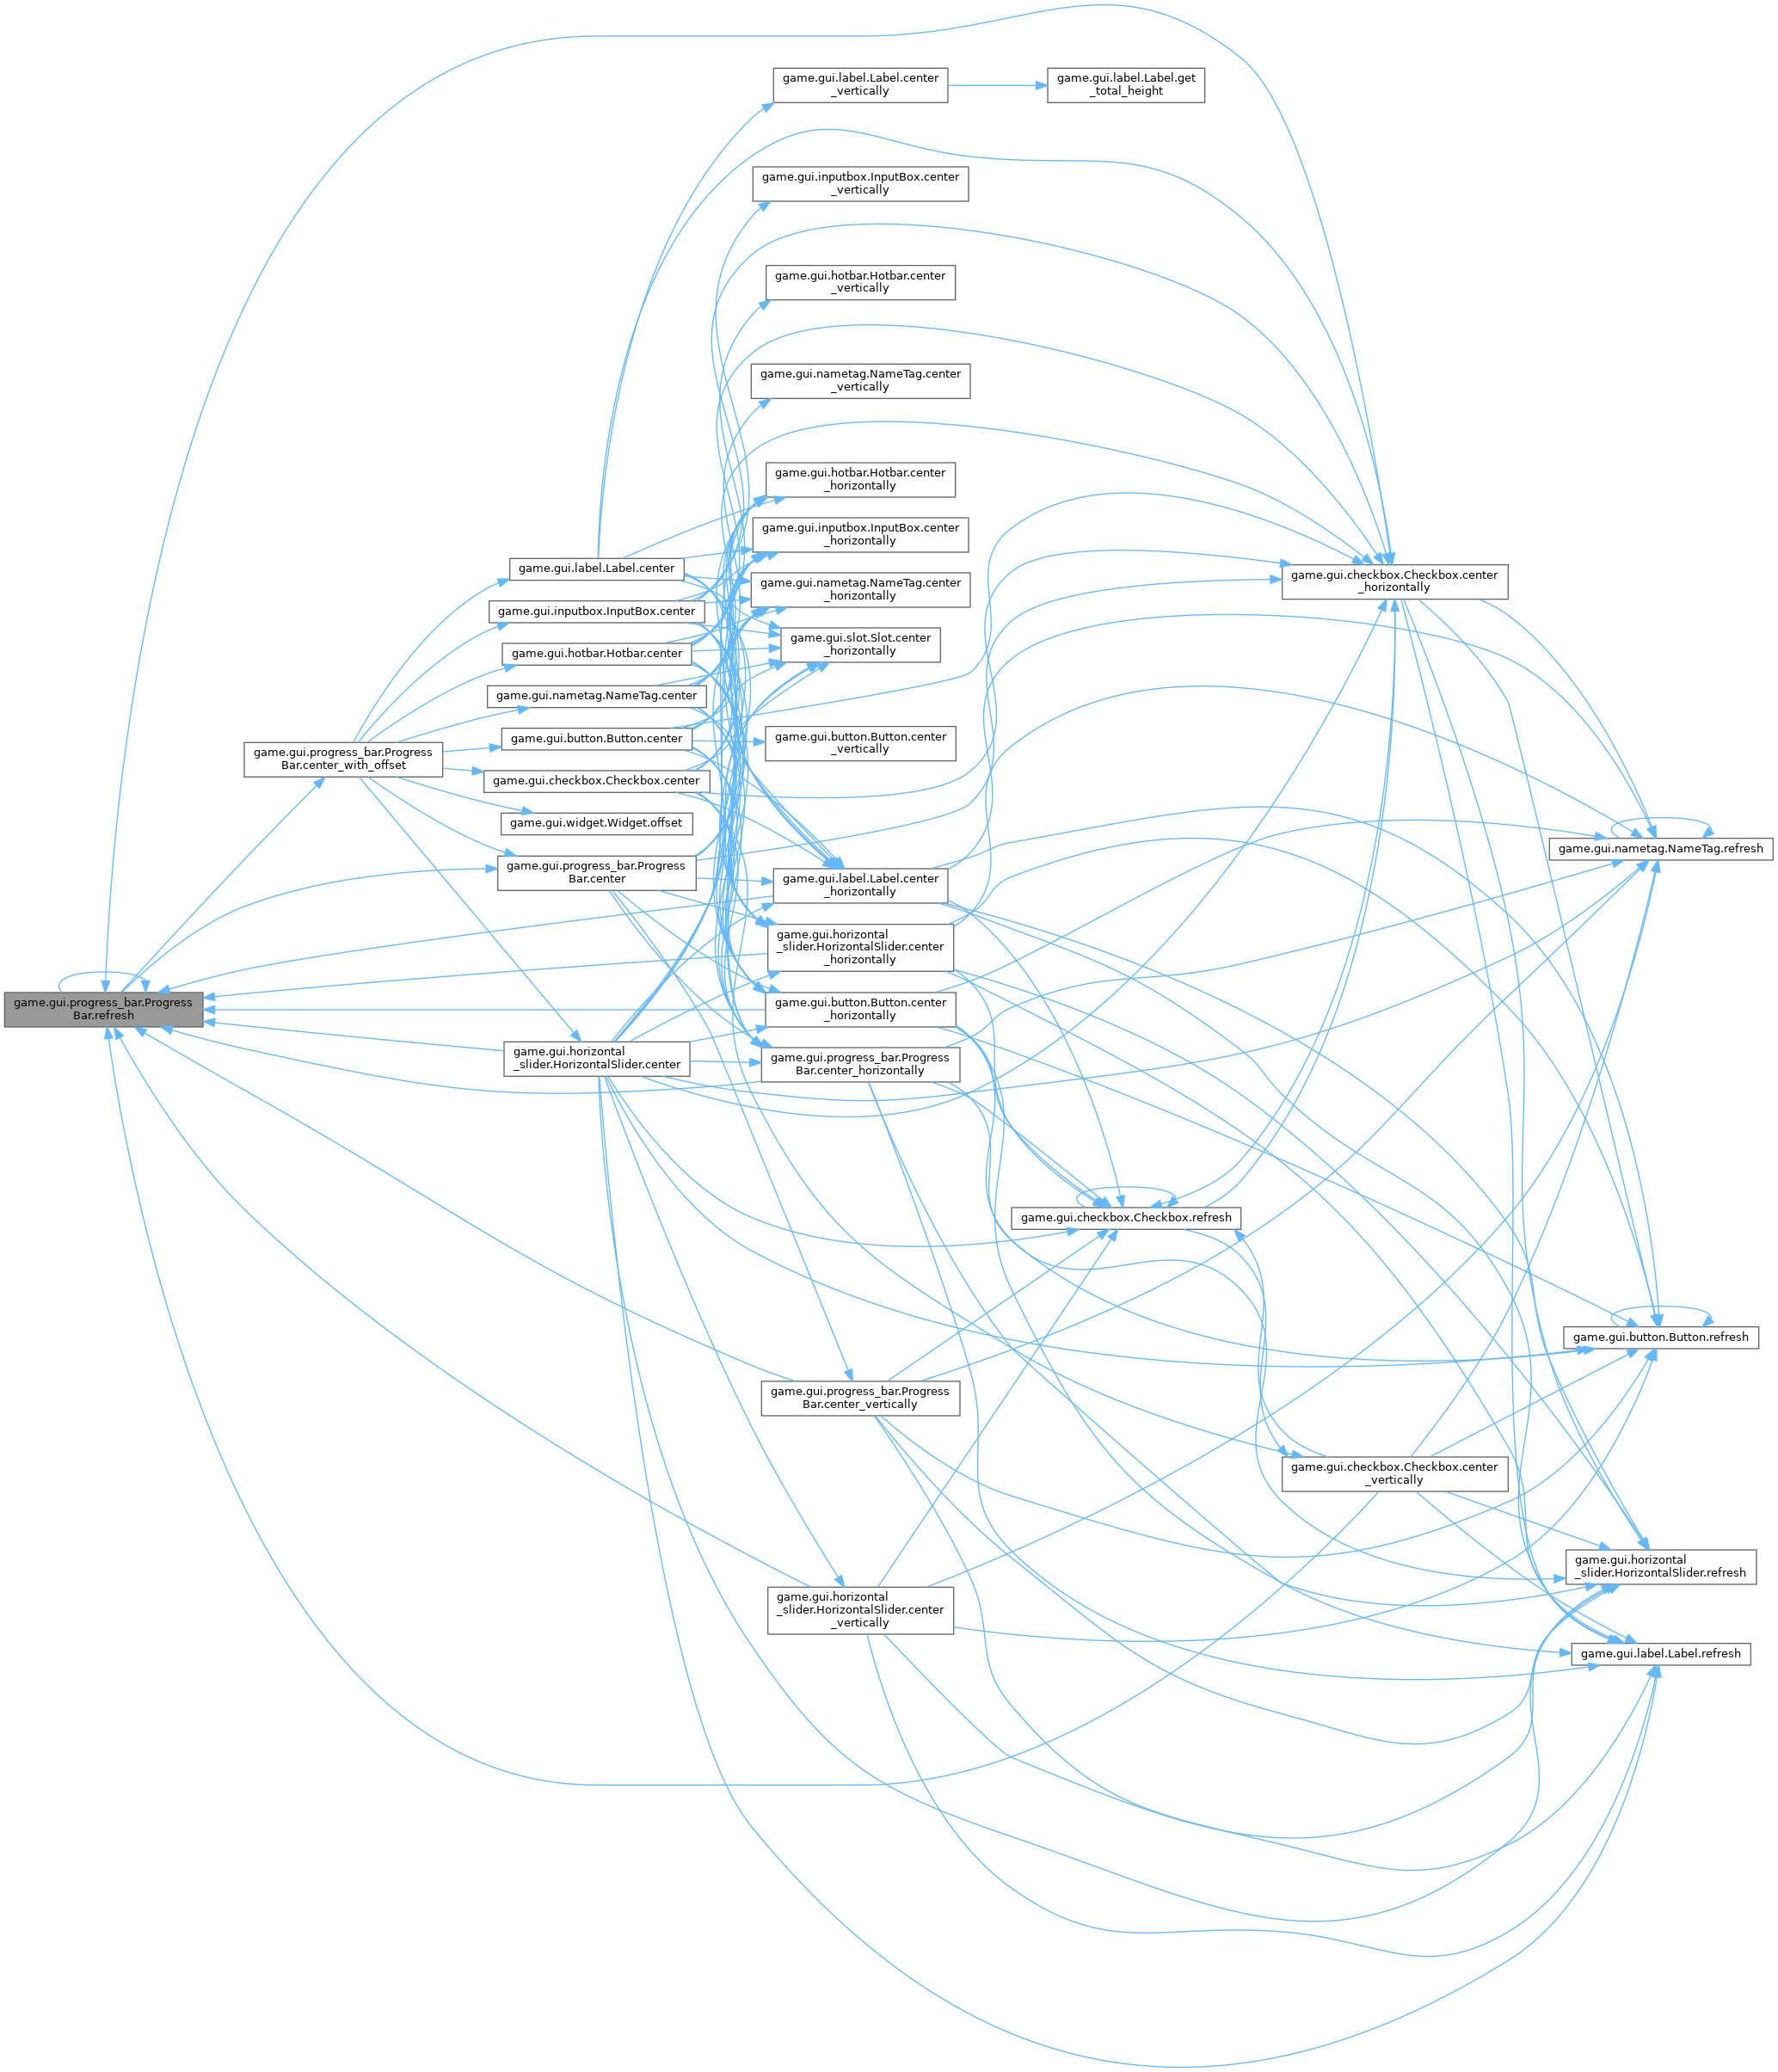 game.gui.progress_bar.Progress
Bar.refresh
game.gui.progress_bar.Progress
Bar.center_with_offset
game.gui.label.Label.center
game.gui.inputbox.InputBox.center
game.gui.hotbar.Hotbar.center
game.gui.nametag.NameTag.center
game.gui.button.Button.center
game.gui.checkbox.Checkbox.center
game.gui.widget.Widget.offset
game.gui.progress_bar.Progress
Bar.center
game.gui.horizontal
_slider.HorizontalSlider.center
game.gui.label.Label.center
_vertically
game.gui.inputbox.InputBox.center
_vertically
game.gui.hotbar.Hotbar.center
_vertically
game.gui.nametag.NameTag.center
_vertically
game.gui.hotbar.Hotbar.center
_horizontally
game.gui.inputbox.InputBox.center
_horizontally
game.gui.nametag.NameTag.center
_horizontally
game.gui.slot.Slot.center
_horizontally
game.gui.button.Button.center
_vertically
game.gui.label.Label.center
_horizontally
game.gui.horizontal
_slider.HorizontalSlider.center
_horizontally
game.gui.button.Button.center
_horizontally
game.gui.progress_bar.Progress
Bar.center_horizontally
game.gui.progress_bar.Progress
Bar.center_vertically
game.gui.horizontal
_slider.HorizontalSlider.center
_vertically
game.gui.label.Label.get
_total_height
game.gui.checkbox.Checkbox.refresh
game.gui.checkbox.Checkbox.center
_horizontally
game.gui.checkbox.Checkbox.center
_vertically
game.gui.nametag.NameTag.refresh
game.gui.button.Button.refresh
game.gui.horizontal
_slider.HorizontalSlider.refresh
game.gui.label.Label.refresh